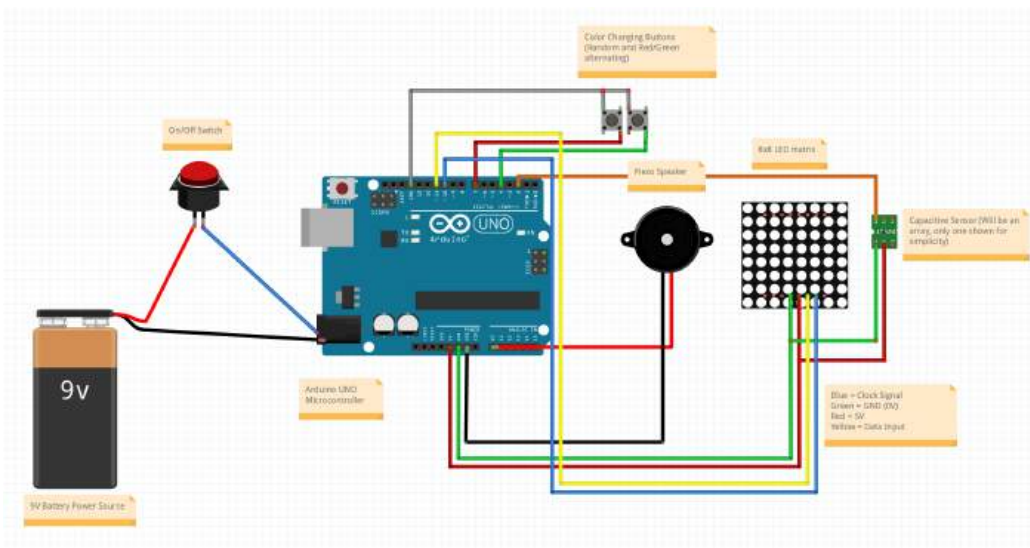 Color Changing Buttons
(Random and Red/Green
alternating)
On/Off Switch
8x8 LED matrix
Piezo Speaker
RESET
UNO
Arduino
Capacitive Sensor (Will be an
array, only one shown for
simplicity)
9v
Arduino UNO
Microcontroller
Blue = Clock Signal
Green = GND (0V)
Red = 5V
Yellow = Data Input
9V Battery Power Source